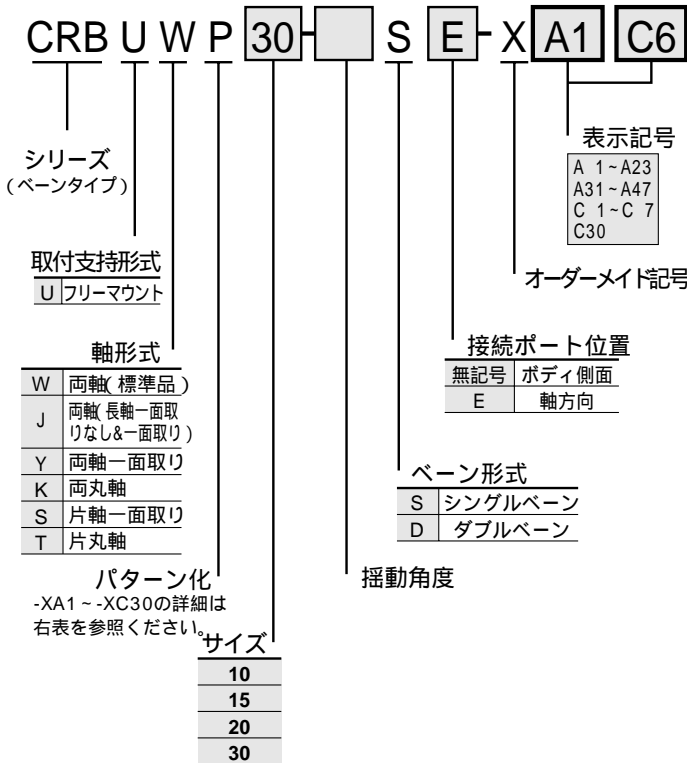 CRB U W P 30 - S E - X A1 C6
シリーズ
(ベーンタイプ)
取付支持形式
U フリーマウント
軸形式
W 両軸(標準品)
J 両軸(長軸一面取
りなし&一面取り)
Y 両軸一面取り
K 両丸軸
S 片軸一面取り
T 片丸軸
パターン化
-XA1~-XC30の詳細は
右表を参照ください。
サイズ
10
15
20
30
揺動角度
ベーン形式
S シングルベーン
D ダブルベーン
接続ポート位置
無記号 ボディ側面
E 軸方向
オーダーメイド記号
表示記号
A 1~A23
A31~A47
C 1~C 7
C30